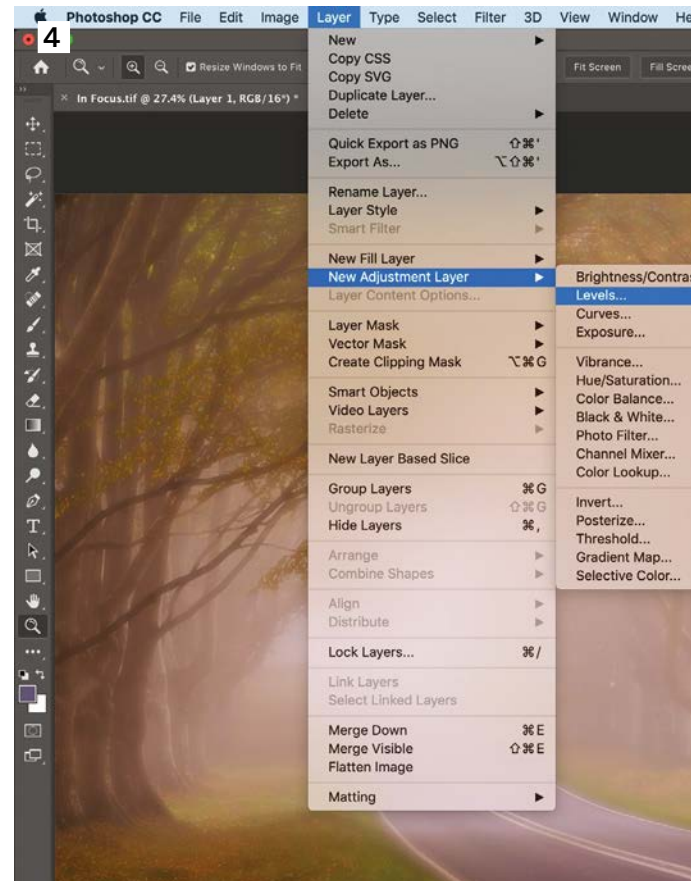 Photoshop CC File Edit Image Layer Type Select Filter 3D View Window He
4
Resize Windows to Fit
Fit Screen Fill Scree
× In Focus.tif @ 27.4% (Layer 1, RGB/16*) *
New
Copy CSS
Copy SVG
Duplicate Layer...
Delete
Quick Export as PNG ⇧⌘'
Export As... ⌥⇧⌘'
Rename Layer...
Layer Style
Smart Filter
New Fill Layer
New Adjustment Layer
Layer Content Options...
Layer Mask
Vector Mask
Create Clipping Mask ⌥⌘G
Smart Objects
Video Layers
Rasterize
New Layer Based Slice
Group Layers ⌘G
Ungroup Layers ⇧⌘G
Hide Layers ⌘,
Arrange
Combine Shapes
Align
Distribute
Lock Layers... ⌘/
Link Layers
Select Linked Layers
Merge Down ⌘E
Merge Visible ⇧⌘E
Flatten Image
Matting
Brightness/Contras
Levels...
Curves...
Exposure...
Vibrance...
Hue/Saturation...
Color Balance...
Black & White...
Photo Filter...
Channel Mixer...
Color Lookup...
Invert...
Posterize...
Threshold...
Gradient Map...
Selective Color...